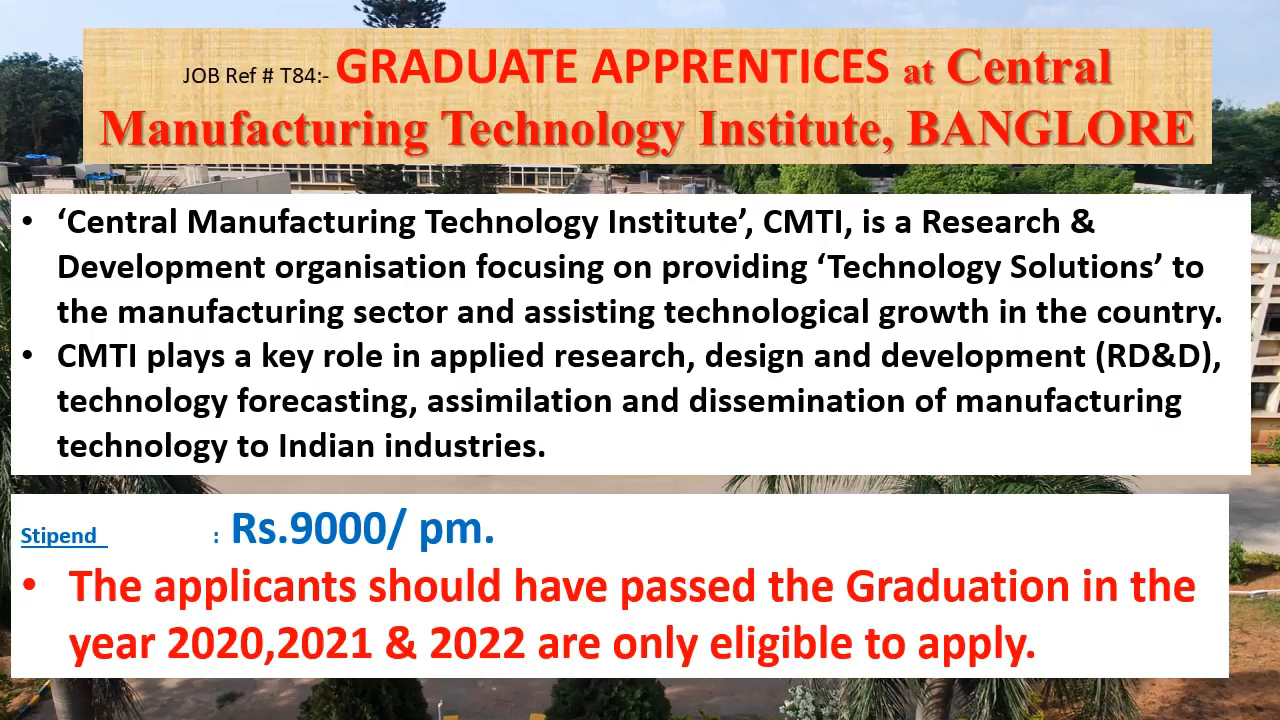 JOB Ref # T84:- GRADUATE APPRENTICES at Central
Manufacturing Technology Institute, BANGLORE
• ‘Central Manufacturing Technology Institute’, CMTI, is a Research &
Development organisation focusing on providing ‘Technology Solutions’ to
the manufacturing sector and assisting technological growth in the country.
• CMTI plays a key role in applied research, design and development (RD&D),
technology forecasting, assimilation and dissemination of manufacturing
technology to Indian industries.
Stipend : Rs.9000/ pm.
• The applicants should have passed the Graduation in the
year 2020,2021 & 2022 are only eligible to apply.